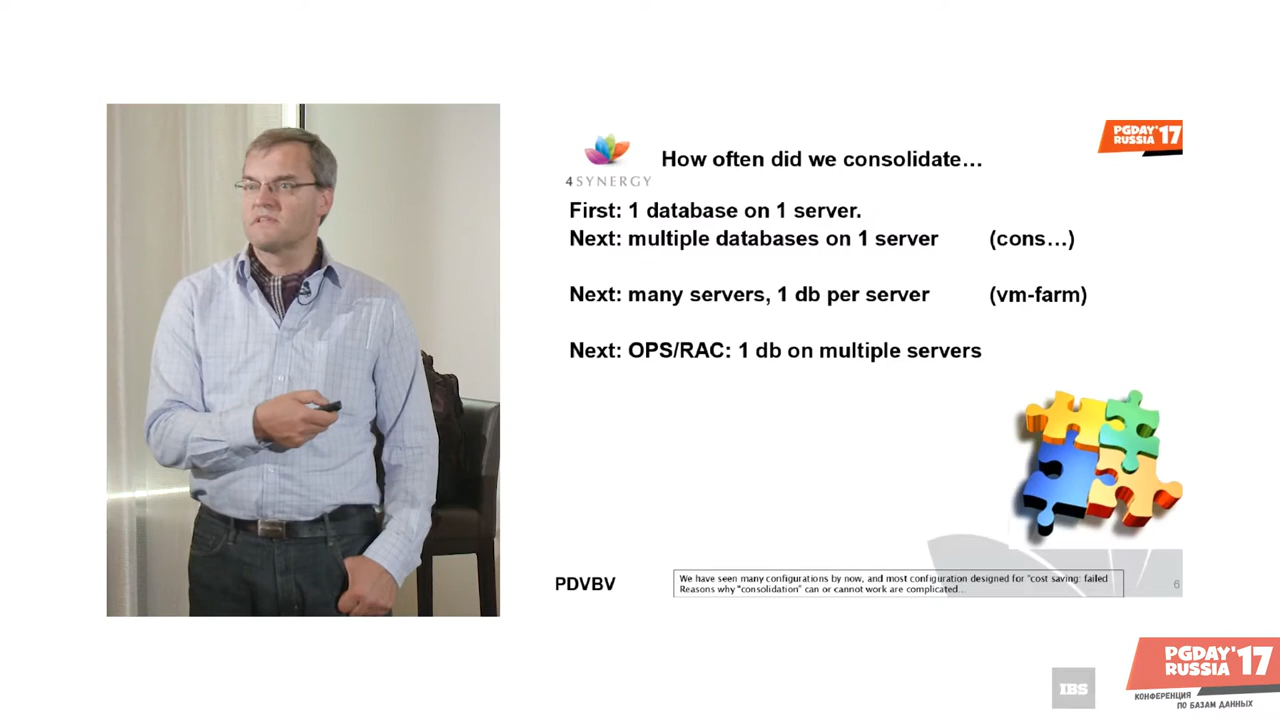 PGDAY'17
RUSSIA
4SYNERGY
How often did we consolidate...
First: 1 database on 1 server.
Next: multiple databases on 1 server (cons...)
Next: many servers, 1 db per server (vm-farm)
Next: OPS/RAC: 1 db on multiple servers
PDVBV
We have seen many configurations by now, and most configuration designed for "cost saving: failed
Reasons why "consolidation" can or cannot work are complicated...
6
IBS
PGDAY'17
RUSSIA
КОНФЕРЕНЦИЯ
ПО БАЗАМ ДАННЫХ